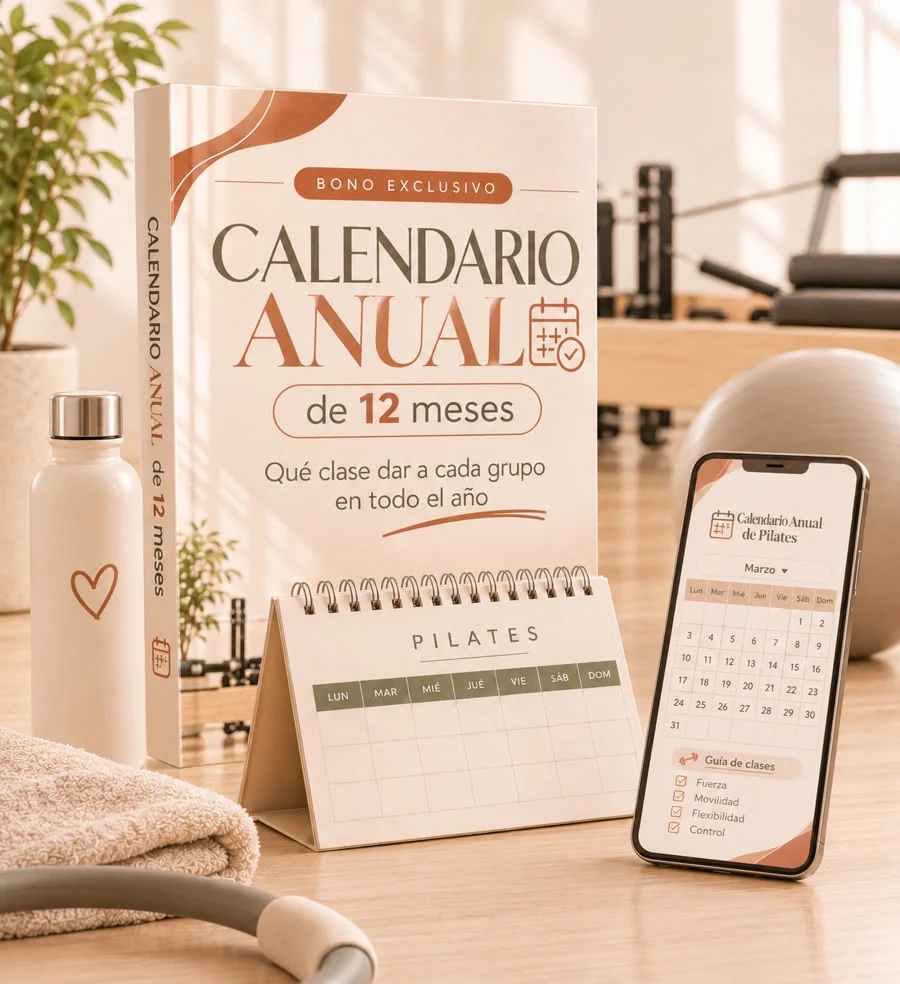 BONO EXCLUSIVO
CALENDARIO
ANUAL
de 12 meses
Qué clase dar a cada grupo
en todo el año
CALENDARIO ANUAL de 12 meses
PILATES
LUN MAR MIÉ JUÉ VIE SÁB DOM
Calendario Anual
de Pilates
Marzo
Lun Mar Mié Jue Vie Sáb Dom
1 2
3 4 5 6 7 8 9
10 11 12 13 14 15 16
17 18 19 20 21 22 23
24 25 26 27 28 29 30
31
Guía de clases
Fuerza
Movilidad
Flexibilidad
Control